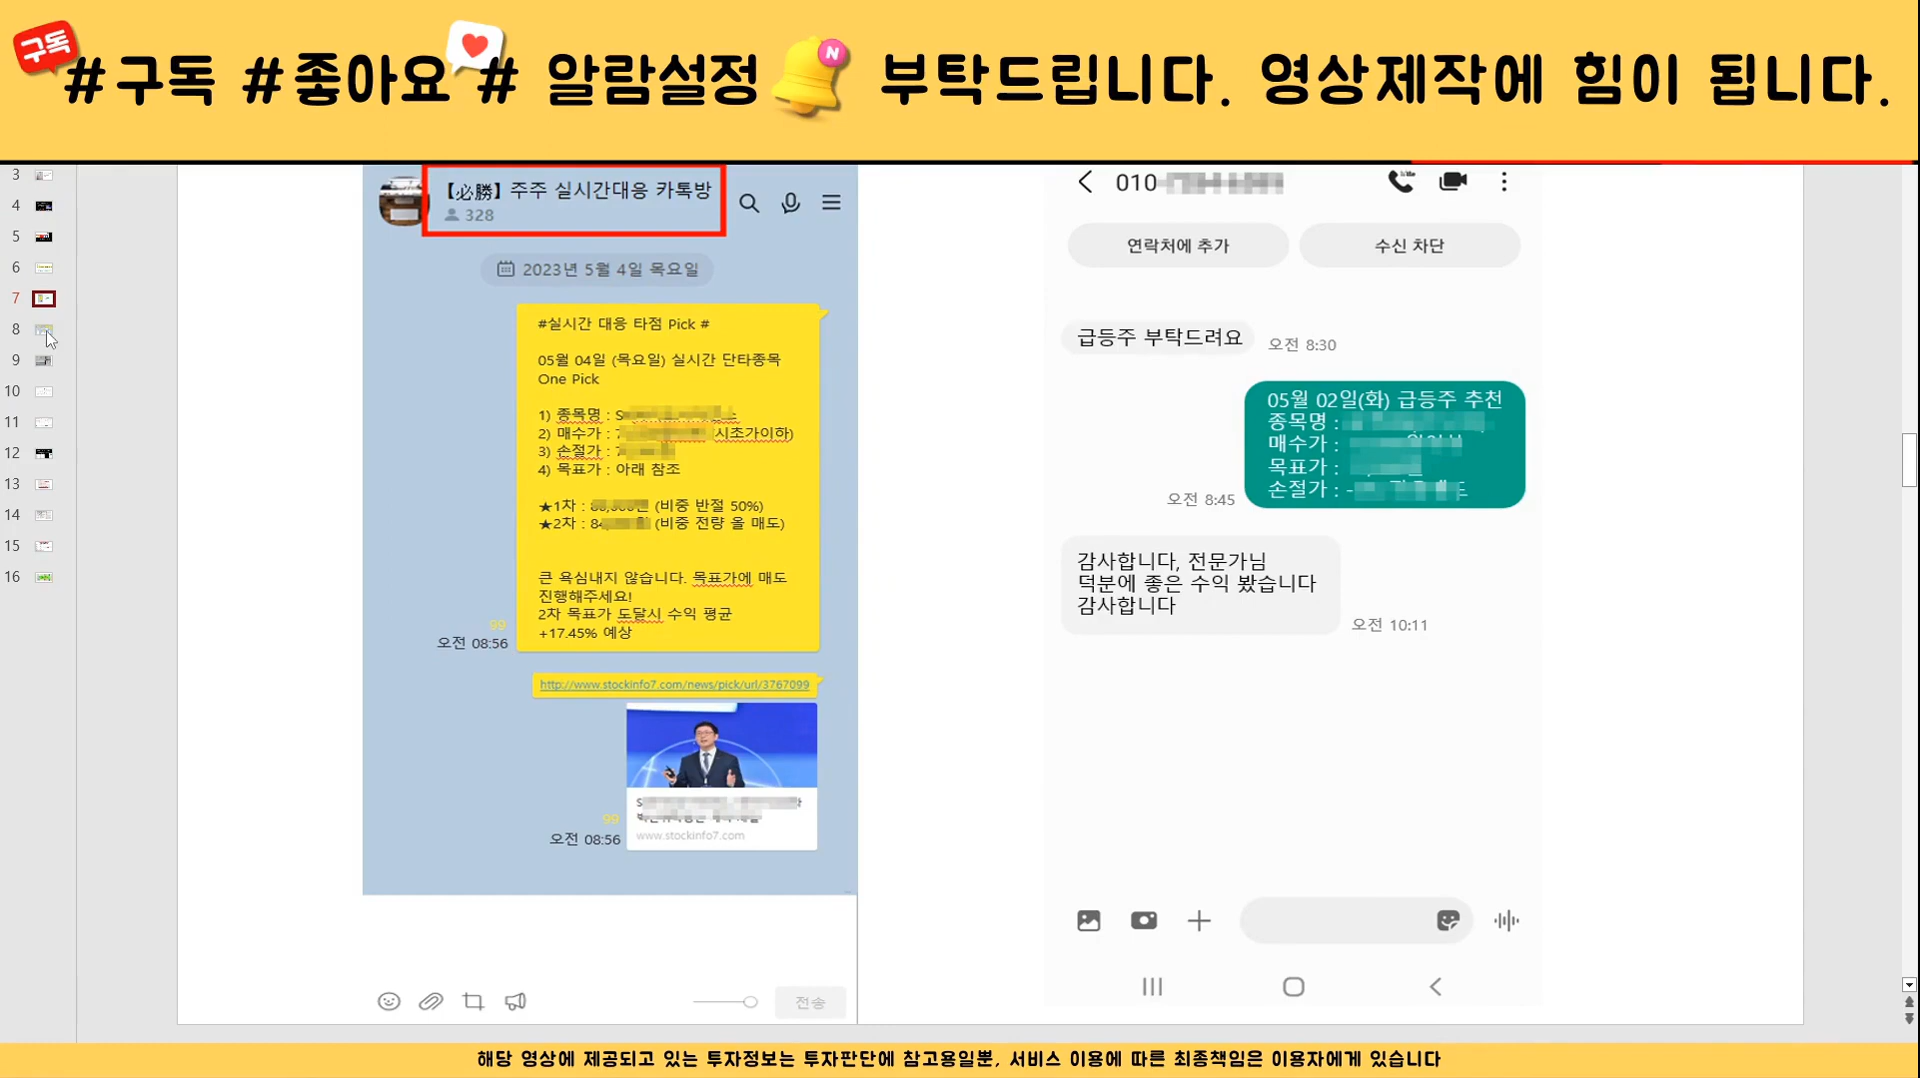 구독
#구독 #좋아요 # 알람설정 부탁드립니다. 영상제작에 힘이 됩니다.
N
3
4
5
6
7
8
9
10
11
12
13
14
15
16
【必勝】 주주 실시간대응 카톡방
328
2023년 5월 4일 목요일
#실시간 대응 타점 Pick #
05월 04일 (목요일) 실시간 단타종목
One Pick
1) 종목명 : S
2) 매수가 : 7 (시초가이하)
3) 손절가 : 7
4) 목표가 : 아래 참조
★1차 : (비중 반절 50%)
★2차 : 84 (비중 전량 올 매도)
큰 욕심내지 않습니다. 목표가에 매도
진행해주세요!
2차 목표가 도달시 수익 평균
+17.45% 예상
99
오전 08:56
http://www.stockinfo7.com/news/pick/url/3767099
S
www.stockinfo7.com
99
오전 08:56
전송
010
연락처에 추가
수신 차단
급등주 부탁드려요
오전 8:30
05월 02일(화) 급등주 추천
종목명 :
매수가 :
목표가 :
손절가 : -
오전 8:45
감사합니다, 전문가님
덕분에 좋은 수익 봤습니다
감사합니다
오전 10:11
해당 영상에 제공되고 있는 투자정보는 투자판단에 참고용일뿐, 서비스 이용에 따른 최종책임은 이용자에게 있습니다